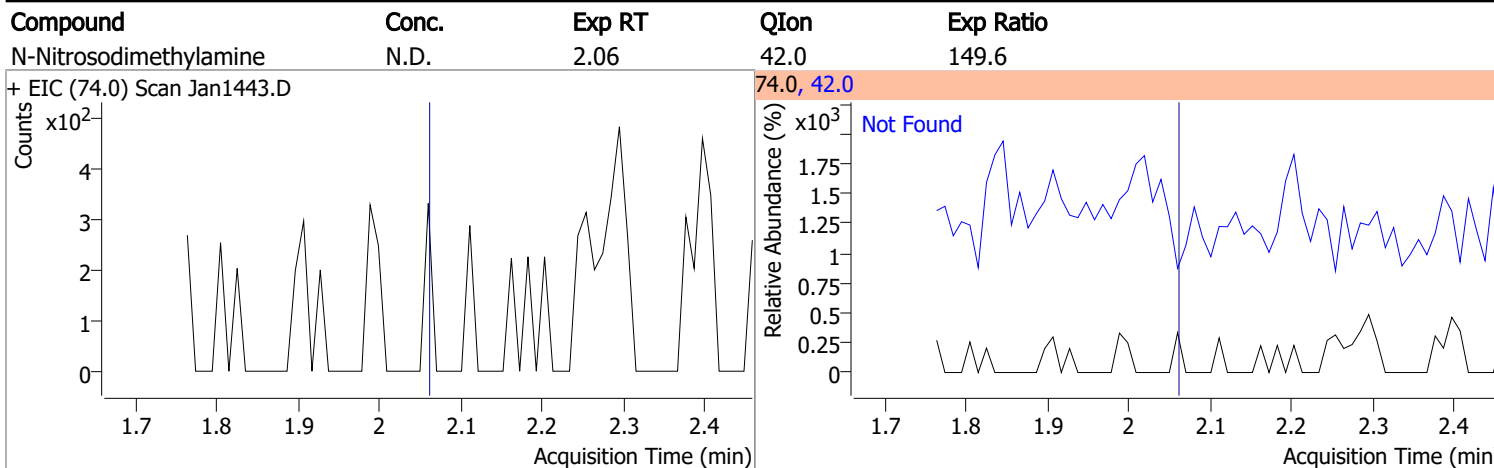 Compound Conc. Exp RT QIon Exp Ratio
N-Nitrosodimethylamine N.D. 2.06 42.0 149.6
+ EIC (74.0) Scan Jan1443.D
Counts
x10²
4
3
2
1
0
1.7 1.8 1.9 2 2.1 2.2 2.3 2.4
Acquisition Time (min)
74.0, 42.0
Relative Abundance (%)
x10³
Not Found
1.75
1.5
1.25
1
0.75
0.5
0.25
0
1.7 1.8 1.9 2 2.1 2.2 2.3 2.4
Acquisition Time (min